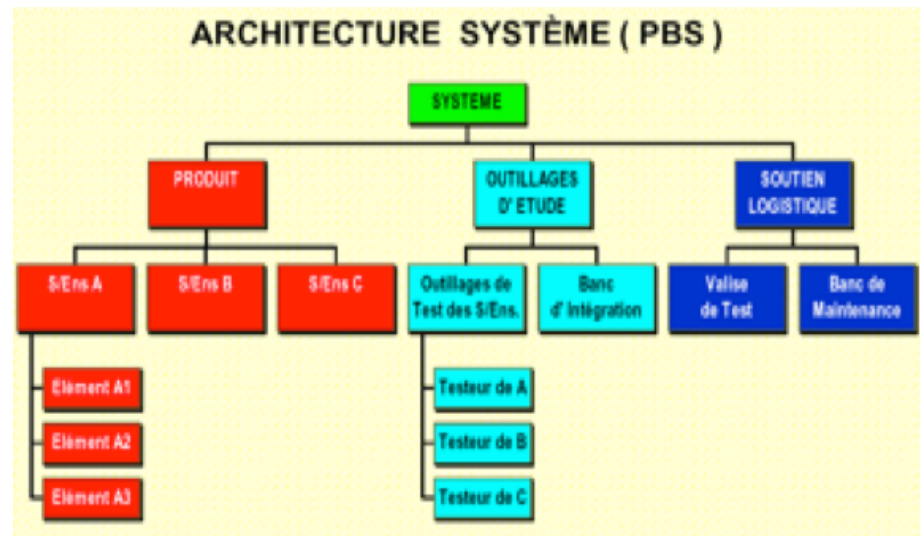 ARCHITECTURE SYSTÈME ( PBS )
SYSTEME
PRODUIT
OUTILLAGES
D' ETUDE
SOUTIEN
LOGISTIQUE
S/Ens A
S/Ens B
S/Ens C
Outillages de
Test des S/Ens.
Banc
d' Intégration
Valise
de Test
Banc de
Maintenance
Elément A1
Elément A2
Elément A3
Testeur de A
Testeur de B
Testeur de C